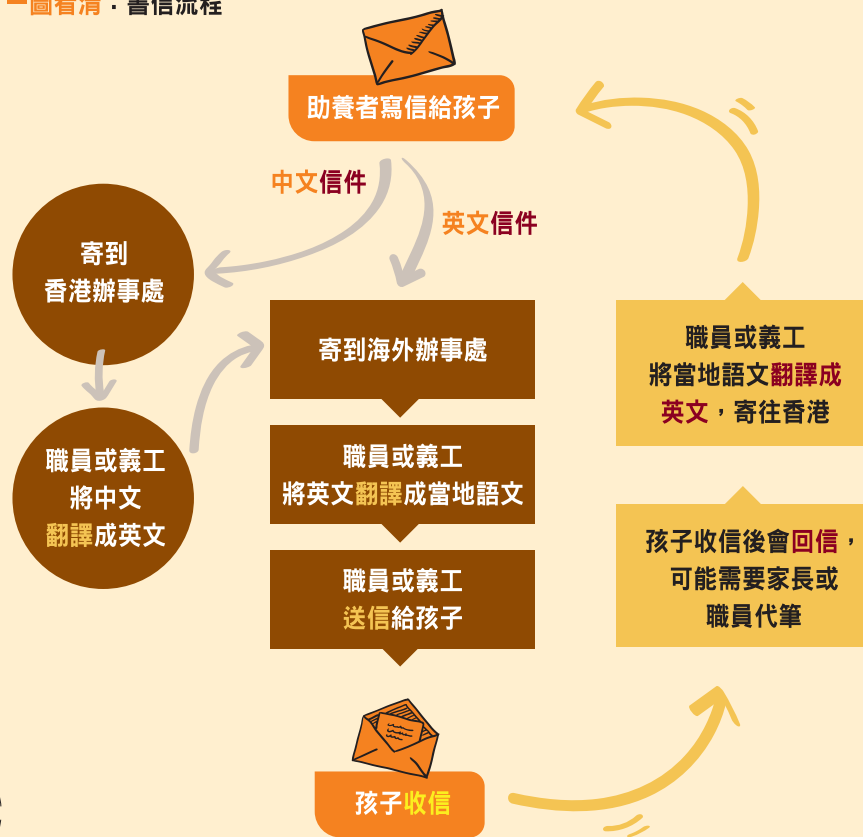 一圖看清．書信流程
助養者寫信給孩子
中文信件
英文信件
寄到
香港辦事處
職員或義工
將中文
翻譯成英文
寄到海外辦事處
職員或義工
將英文翻譯成當地語文
職員或義工
送信給孩子
孩子收信
孩子收信後會回信，
可能需要家長或
職員代筆
職員或義工
將當地語文翻譯成
英文，寄往香港